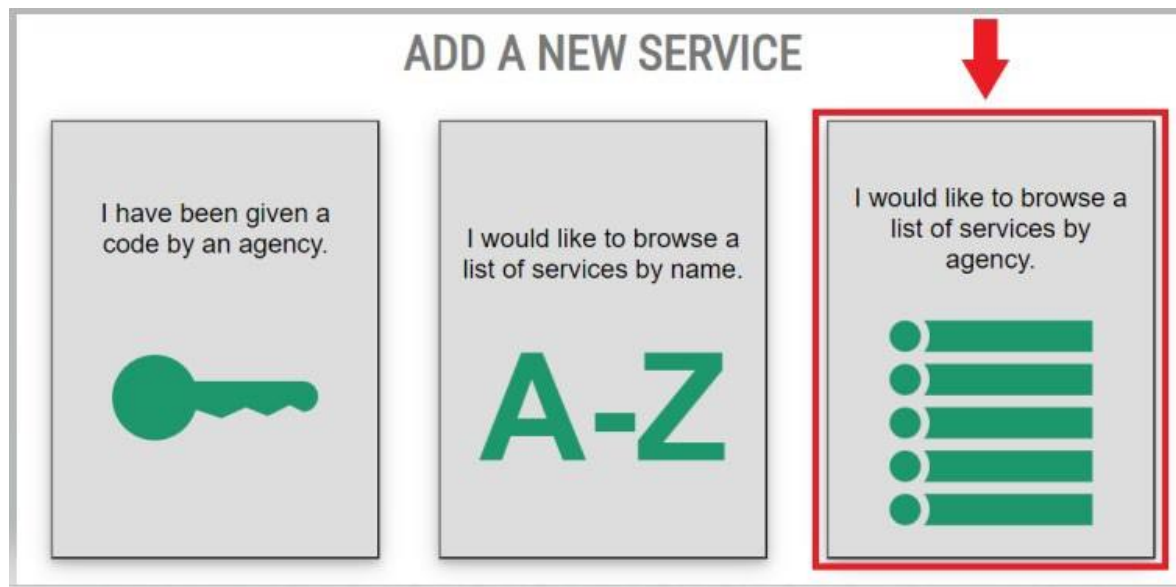 ADD A NEW SERVICE
I have been given a
code by an agency.
I would like to browse a
list of services by name.
A-Z
I would like to browse a
list of services by
agency.